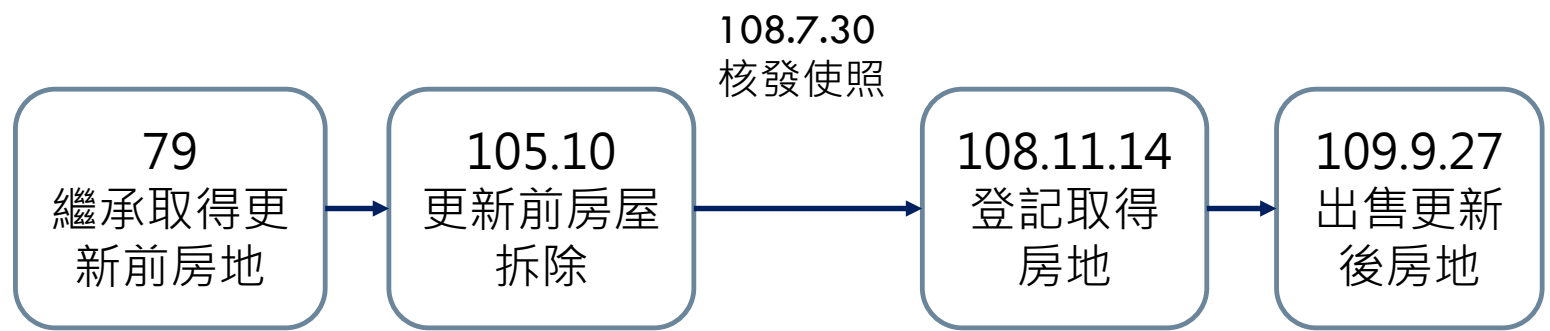 108.7.30
核發使照
79
繼承取得更
新前房地
105.10
更新前房屋
拆除
108.11.14
登記取得
房地
109.9.27
出售更新
後房地